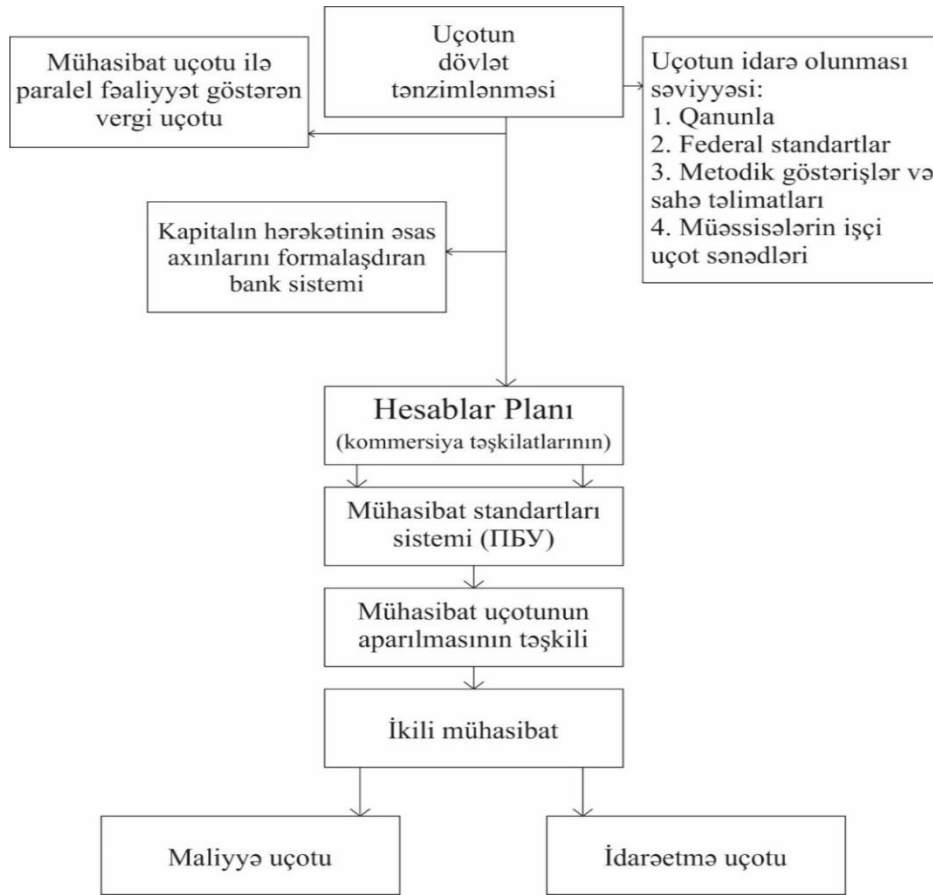 Uçotun
dövlət
tənzimlənməsi
Mühasibat uçotu ilə
paralel fəaliyyət göstərən
vergi uçotu
Uçotun idarə olunması
səviyyəsi:
1. Qanunla
2. Federal standartlar
3. Metodik göstərişlər və
sahə təlimatları
4. Müəssisələrin işçi
uçot sənədləri
Kapitalın hərəkətinin əsas
axınlarını formalaşdıran
bank sistemi
Hesablar Planı
(kommersiya təşkilatlarının)
Mühasibat standartları
sistemi (ПБУ)
Mühasibat uçotunun
aparılmasının təşkili
İkili mühasibat
Maliyyə uçotu
İdarəetmə uçotu